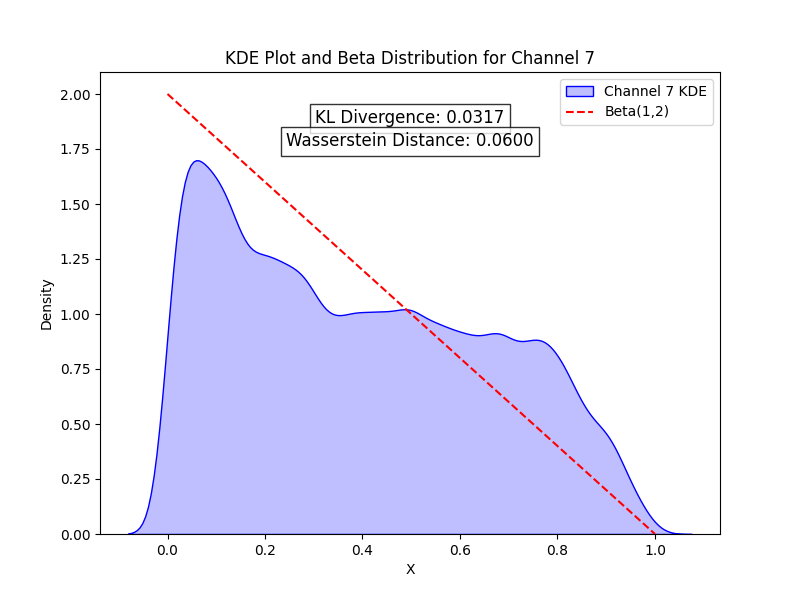 KDE Plot and Beta Distribution for Channel 7
KL Divergence: 0.0317
Wasserstein Distance: 0.0600
Channel 7 KDE
Beta(1,2)
Density
2.00
1.75
1.50
1.25
1.00
0.75
0.50
0.25
0.00
0.0 0.2 0.4 0.6 0.8 1.0
X